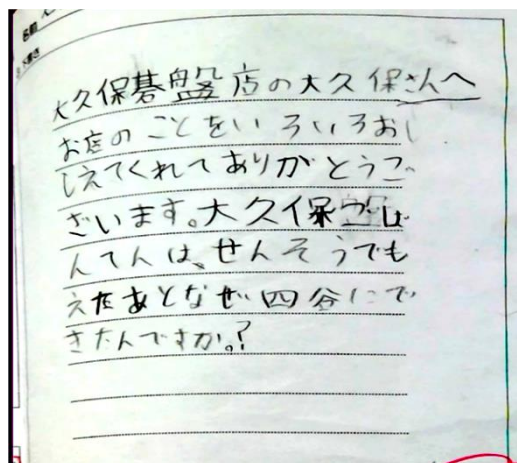 大久保碁盤店の大久保さんへ
お店のことをいろいろおし
しえてくれてありがとうご
ざいます。大久保ごば
んてんは、せんそうでも
えたあとなぜ四谷にで
きたんですか。?